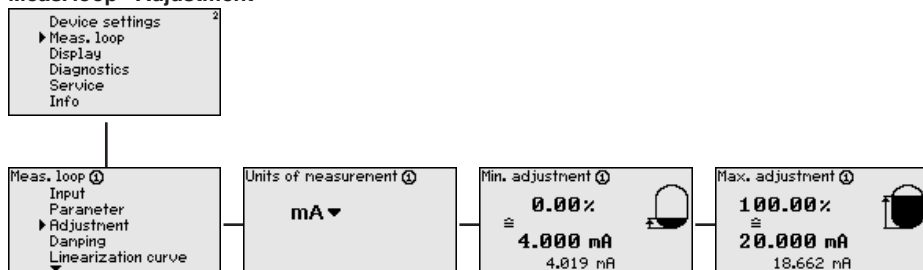 Meas. loop - Adjustment
Device settings
2
▶Meas. loop
Display
Diagnostics
Service
Info
Meas. loop ①
Input
Parameter
▶Adjustment
Damping
Linearization curve
▼
Units of measurement ①
mA▼
Min. adjustment ①
0.00%
≙
4.000 mA
4.019 mA
Max. adjustment ①
100.00%
≙
20.000 mA
18.662 mA